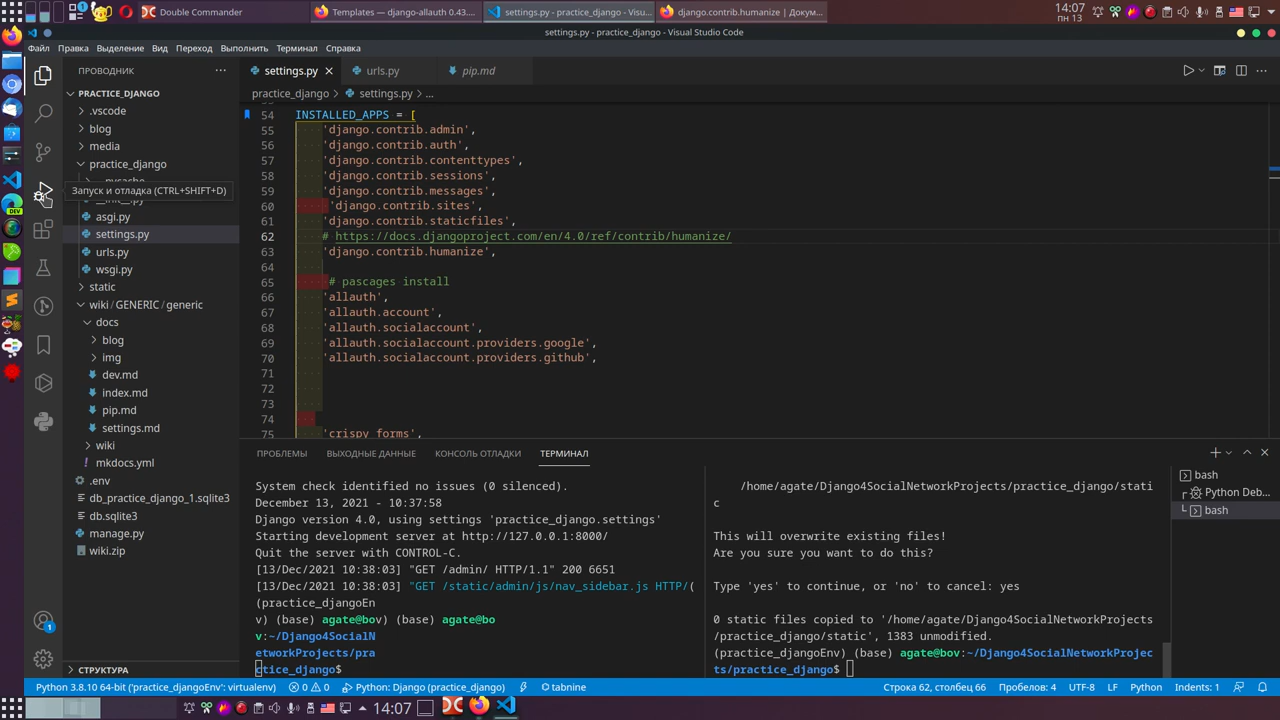 Double Commander
Templates — django-allauth 0.43....
settings.py - practice_django - Visu...
django.contrib.humanize | Докум...
14:07
пн 13
settings.py - practice_django - Visual Studio Code
Файл Правка Выделение Вид Переход Выполнить Терминал Справка
ПРОВОДНИК
PRACTICE_DJANGO
.vscode
blog
media
practice_django
Запуск и отладка (CTRL+SHIFT+D)
asgi.py
settings.py
urls.py
wsgi.py
static
wiki / GENERIC / generic
docs
blog
img
dev.md
index.md
pip.md
settings.md
wiki
mkdocs.yml
.env
db_practice_django_1.sqlite3
db.sqlite3
manage.py
wiki.zip
СТРУКТУРА
DEV
1
settings.py
urls.py
pip.md
practice_django > settings.py > ...
54 INSTALLED_APPS = [
55 'django.contrib.admin',
56 'django.contrib.auth',
57 'django.contrib.contenttypes',
58 'django.contrib.sessions',
59 'django.contrib.messages',
60 'django.contrib.sites',
61 'django.contrib.staticfiles',
62 # https://docs.djangoproject.com/en/4.0/ref/contrib/humanize/
63 'django.contrib.humanize',
64
65 # pascages install
66 'allauth',
67 'allauth.account',
68 'allauth.socialaccount',
69 'allauth.socialaccount.providers.google',
70 'allauth.socialaccount.providers.github',
71
72
73
74
75 'crispy_forms',
ПРОБЛЕМЫ ВЫХОДНЫЕ ДАННЫЕ КОНСОЛЬ ОТЛАДКИ ТЕРМИНАЛ
System check identified no issues (0 silenced).
December 13, 2021 - 10:37:58
Django version 4.0, using settings 'practice_django.settings'
Starting development server at http://127.0.0.1:8000/
Quit the server with CONTROL-C.
[13/Dec/2021 10:38:03] "GET /admin/ HTTP/1.1" 200 6651
[13/Dec/2021 10:38:03] "GET /static/admin/js/nav_sidebar.js HTTP/(
(practice_djangoEn
v) (base) agate@bov) (base) agate@bo
v:~/Django4SocialN
etworkProjects/pra
ctice_django$
/home/agate/Django4SocialNetworkProjects/practice_django/stati
c
This will overwrite existing files!
Are you sure you want to do this?
Type 'yes' to continue, or 'no' to cancel: yes
0 static files copied to '/home/agate/Django4SocialNetworkProjects
/practice_django/static', 1383 unmodified.
(practice_djangoEnv) (base) agate@bov:~/Django4SocialNetworkProjec
ts/practice_django$
bash
Python Deb...
bash
Python 3.8.10 64-bit ('practice_djangoEnv': virtualenv) 0 0 Python: Django (practice_django) tabnine
Строка 62, столбец 66 Пробелов: 4 UTF-8 LF Python Indents: 1
14:07